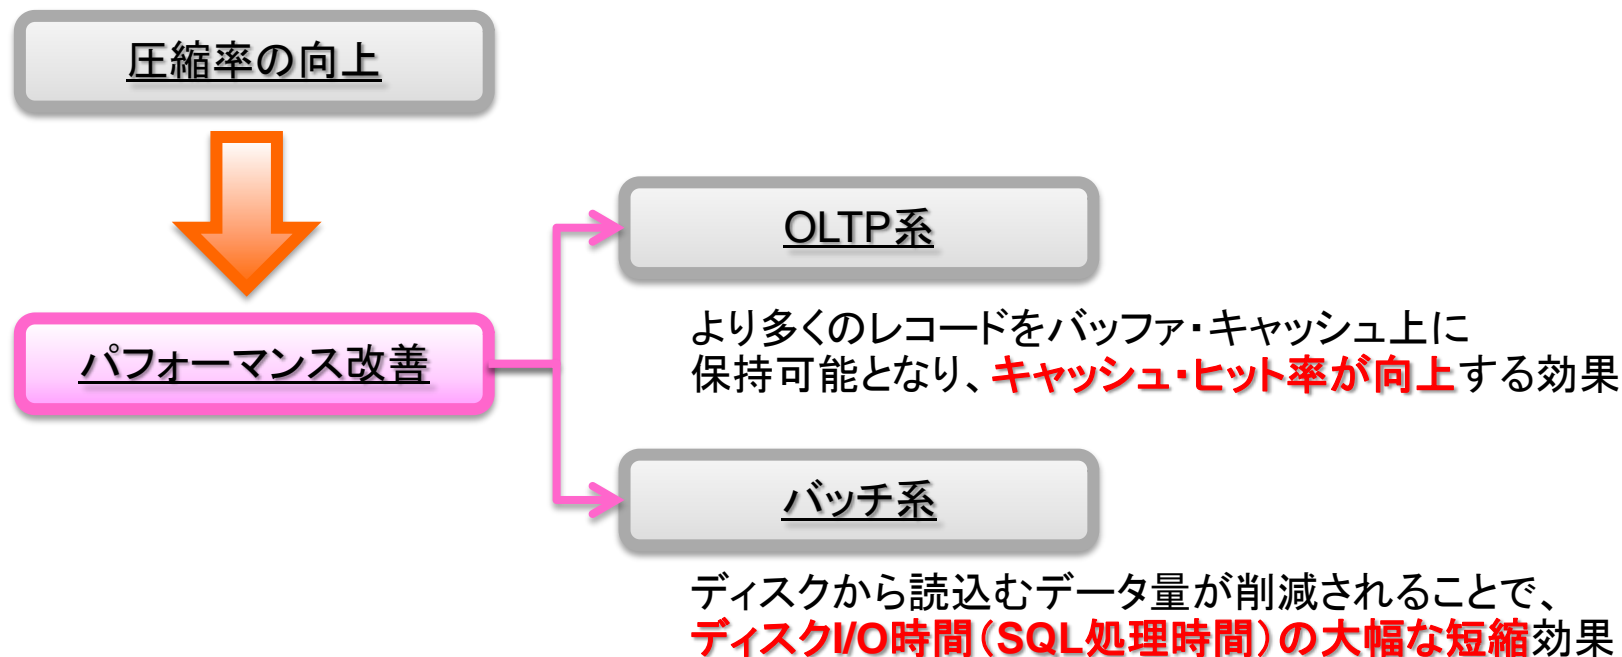 圧縮率の向上
パフォーマンス改善
OLTP系
より多くのレコードをバッファ・キャッシュ上に
保持可能となり、キャッシュ・ヒット率が向上する効果
バッチ系
ディスクから読込むデータ量が削減されることで、
ディスクI/O時間(SQL処理時間)の大幅な短縮効果